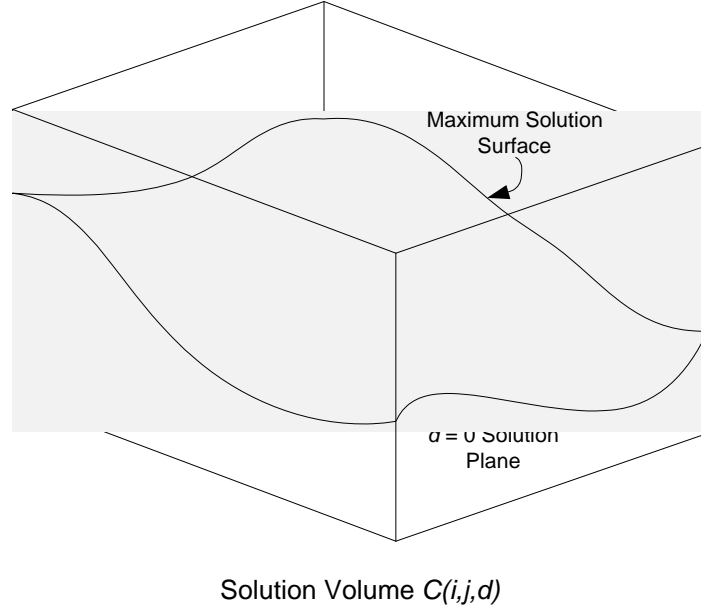 Maximum Solution
Surface
d = 0 Solution
Plane
Solution Volume C(i,j,d)